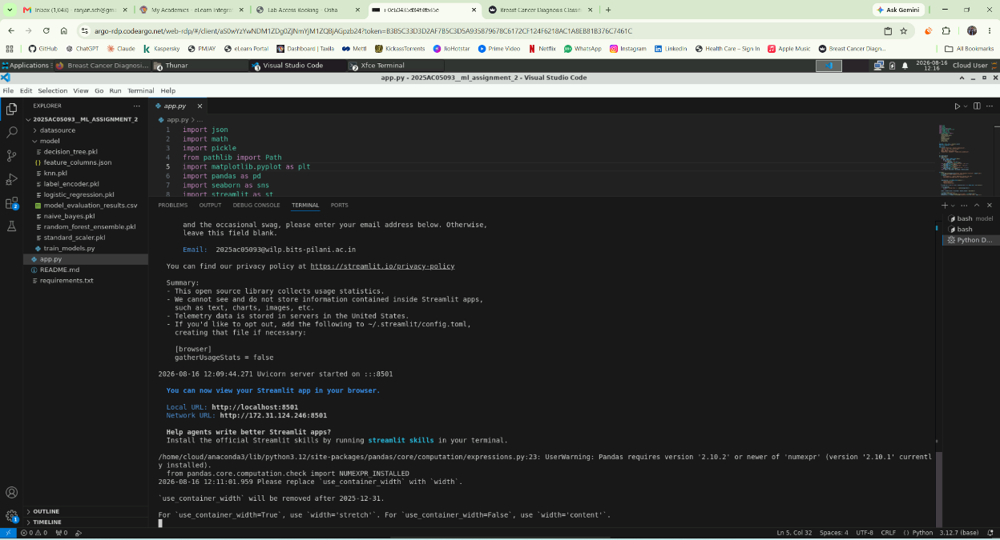 Inbox (1,043) - ranjan.sch@gma
My Academics - eLearn Integrat
Lab Access Booking - Osha
Breast Cancer Diagnosis Classifi
Ask Gemini
argo-rdp.codeargo.net/web-rdp/#/client/
GitHub
ChatGPT
Claude
Kaspersky
PMJAY
eLearn Portal
Dashboard | Taxila
Mettl
KickassTorrents
JioHotstar
Prime Video
Netflix
WhatsApp
Instagram
LinkedIn
Health Care – Sign In
Apple Music
Breast Cancer Diagn...
All Bookmarks
Applications
Breast Cancer Diagnosi...
Thunar
Visual Studio Code
Xfce Terminal
2026-08-16
12:16
Cloud User
app.py - 2025AC05093__ml_assignment_2 - Visual Studio Code
File Edit Selection View Go Run Terminal Help
EXPLORER
2025AC05093__ML_ASSIGNMENT_2
datasource
model
decision_tree.pkl
feature_columns.json
knn.pkl
label_encoder.pkl
logistic_regression.pkl
model_evaluation_results.csv
naive_bayes.pkl
random_forest_ensemble.pkl
standard_scaler.pkl
train_models.py
app.py
README.md
requirements.txt
OUTLINE
TIMELINE
app.py
app.py > ...
1 import json
2 import math
3 import pickle
4 from pathlib import Path
5 import matplotlib.pyplot as plt
6 import pandas as pd
7 import seaborn as sns
8 import streamlit as st
PROBLEMS OUTPUT DEBUG CONSOLE TERMINAL PORTS
bash model
bash
Python D...
and the occasional swag, please enter your email address below. Otherwise,
leave this field blank.
Email: 2025ac05093@wilp.bits-pilani.ac.in
You can find our privacy policy at https://streamlit.io/privacy-policy
Summary:
- This open source library collects usage statistics.
- We cannot see and do not store information contained inside Streamlit apps,
such as text, charts, images, etc.
- Telemetry data is stored in servers in the United States.
- If you'd like to opt out, add the following to ~/.streamlit/config.toml,
creating that file if necessary:
[browser]
gatherUsageStats = false
2026-08-16 12:09:44.271 Uvicorn server started on :::8501
You can now view your Streamlit app in your browser.
Local URL: http://localhost:8501
Network URL: http://172.31.124.246:8501
Help agents write better Streamlit apps?
Install the official Streamlit skills by running streamlit skills in your terminal.
/home/cloud/anaconda3/lib/python3.12/site-packages/pandas/core/computation/expressions.py:23: UserWarning: Pandas requires version '2.10.2' or newer of 'numexpr' (version '2.10.1' currentl
y installed).
from pandas.core.computation.check import NUMEXPR_INSTALLED
2026-08-16 12:11:01.959 Please replace `use_container_width` with `width`.
`use_container_width` will be removed after 2025-12-31.
For `use_container_width=True`, use `width='stretch'`. For `use_container_width=False`, use `width='content'`.
0 0 0
Ln 5, Col 32 Spaces: 4 UTF-8 CRLF Python 3.12.7 (base)